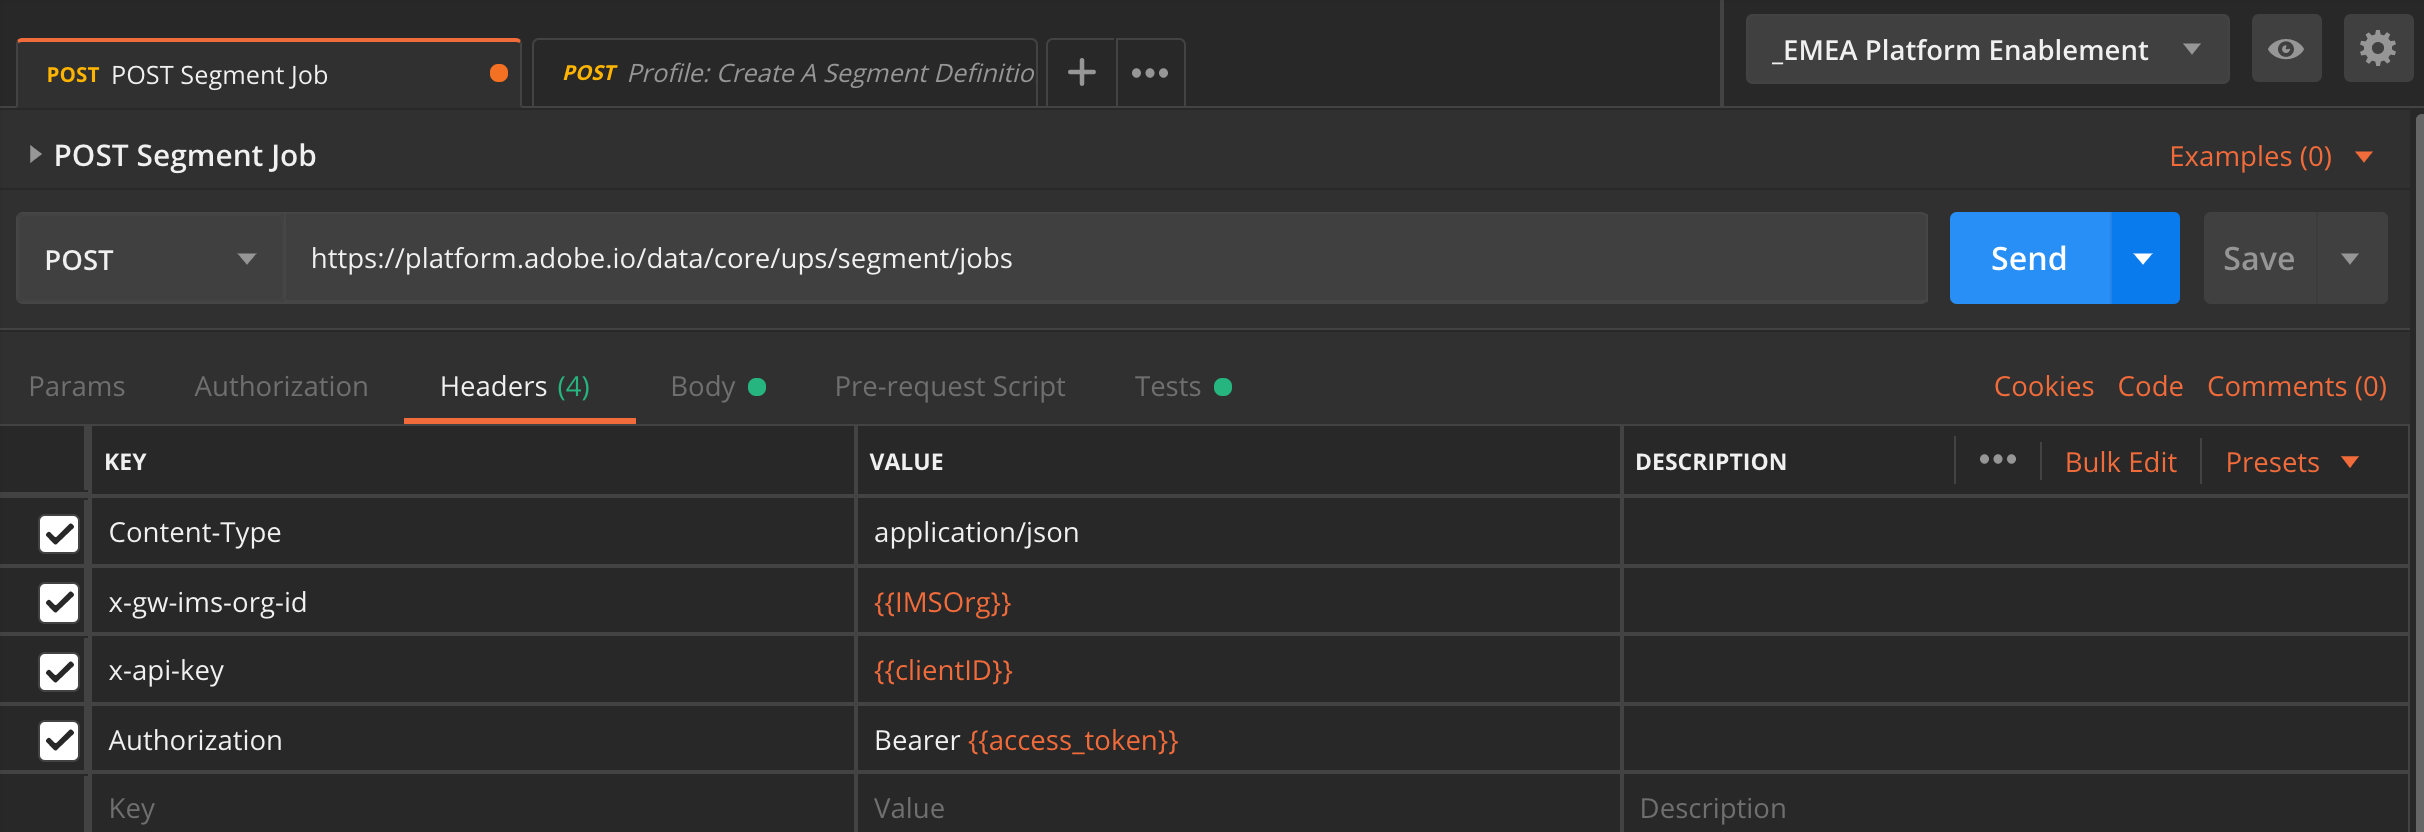 POST POST Segment Job
POST Profile: Create A Segment Definitio
_EMEA Platform Enablement
POST Segment Job
Examples (0)
POST
https://platform.adobe.io/data/core/ups/segment/jobs
Send
Save
Params Authorization Headers (4) Body Pre-request Script Tests Cookies Code Comments (0)
KEY VALUE DESCRIPTION Bulk Edit Presets
Content-Type application/json
x-gw-ims-org-id {{IMSOrg}}
x-api-key {{clientID}}
Authorization Bearer {{access_token}}
Key Value Description